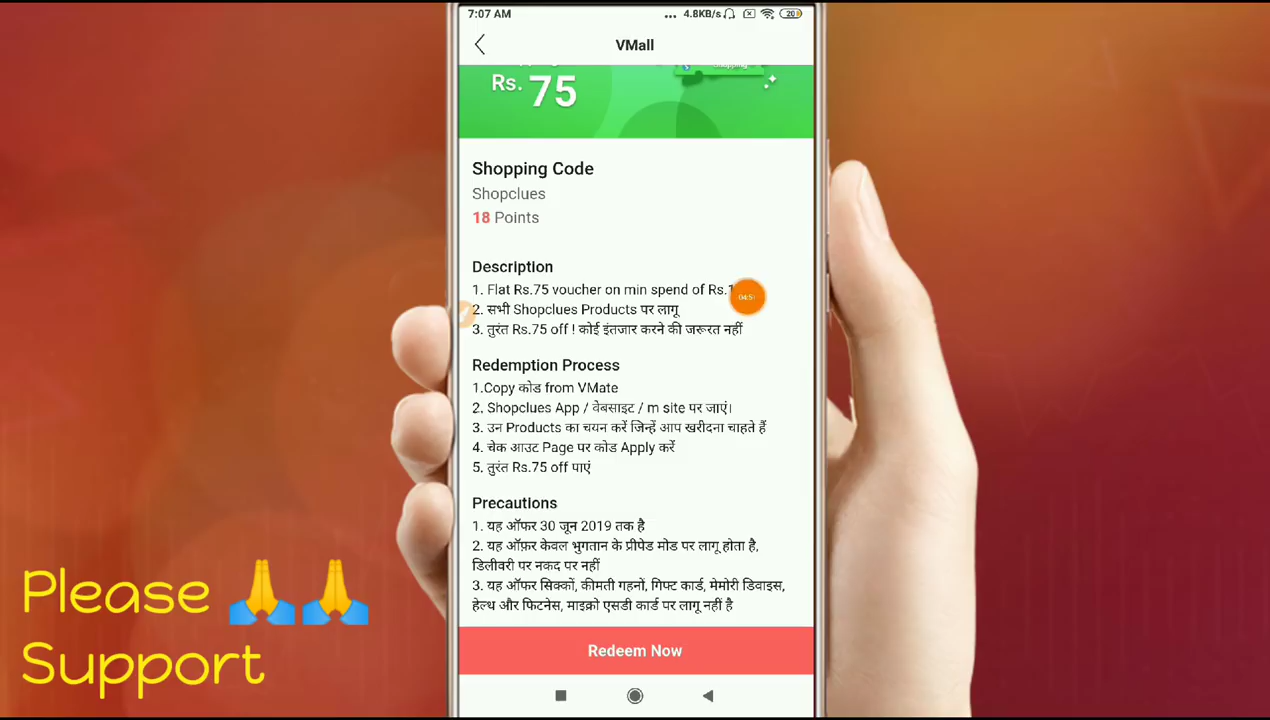 7:07 AM
... 4.8KB/s
20
VMall
Shopping
Rs. 75
Shopping Code
Shopclues
18 Points
Description
1. Flat Rs.75 voucher on min spend of Rs.
04:51
2. सभी Shopclues Products पर लागू
3. तुरंत Rs.75 off ! कोई इंतजार करने की जरूरत नहीं
Redemption Process
1.Copy कोड from VMate
2. Shopclues App / वेबसाइट / m site पर जाएं।
3. उन Products का चयन करें जिन्हें आप खरीदना चाहते हैं
4. चेक आउट Page पर कोड Apply करें
5. तुरंत Rs.75 off पाएं
Precautions
1. यह ऑफर 30 जून 2019 तक है
2. यह ऑफ़र केवल भुगतान के प्रीपेड मोड पर लागू होता है,
डिलीवरी पर नकद पर नहीं
3. यह ऑफर सिक्कों, कीमती गहनों, गिफ्ट कार्ड, मेमोरी डिवाइस,
हेल्थ और फिटनेस, माइक्रो एसडी कार्ड पर लागू नहीं है
Redeem Now
Please 🙏🙏
Support